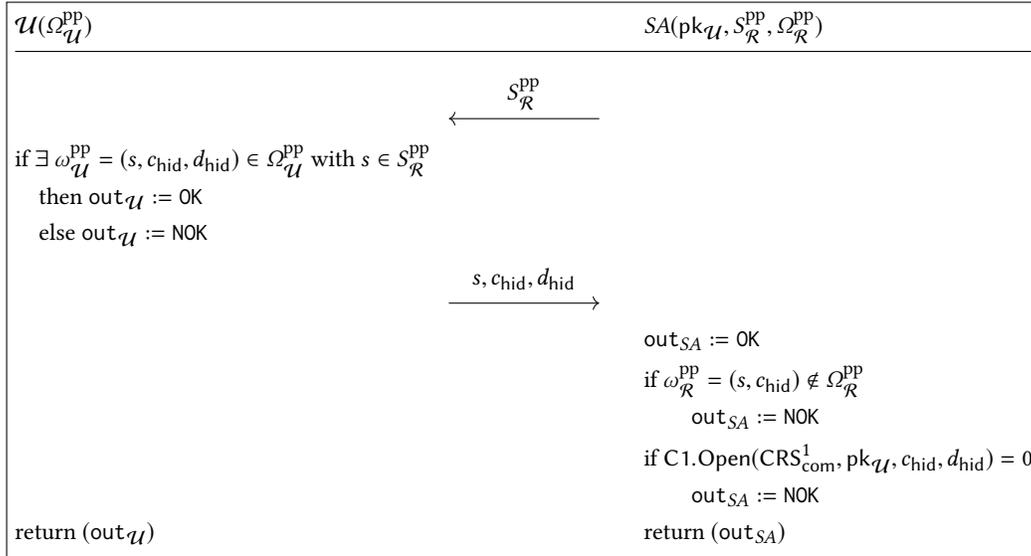 𝒰(Ω_𝒰^pp) SA(pk_𝒰, S_ℛ^pp, Ω_ℛ^pp)
S_ℛ^pp
if ∃ ω_𝒰^pp = (s, c_hid, d_hid) ∈ Ω_𝒰^pp with s ∈ S_ℛ^pp
then out_𝒰 := OK
else out_𝒰 := NOK
s, c_hid, d_hid
out_SA := OK
if ω_ℛ^pp = (s, c_hid) ∉ Ω_ℛ^pp
out_SA := NOK
if C1.Open(CRS^1_com, pk_𝒰, c_hid, d_hid) = 0
out_SA := NOK
return (out_𝒰) return (out_SA)